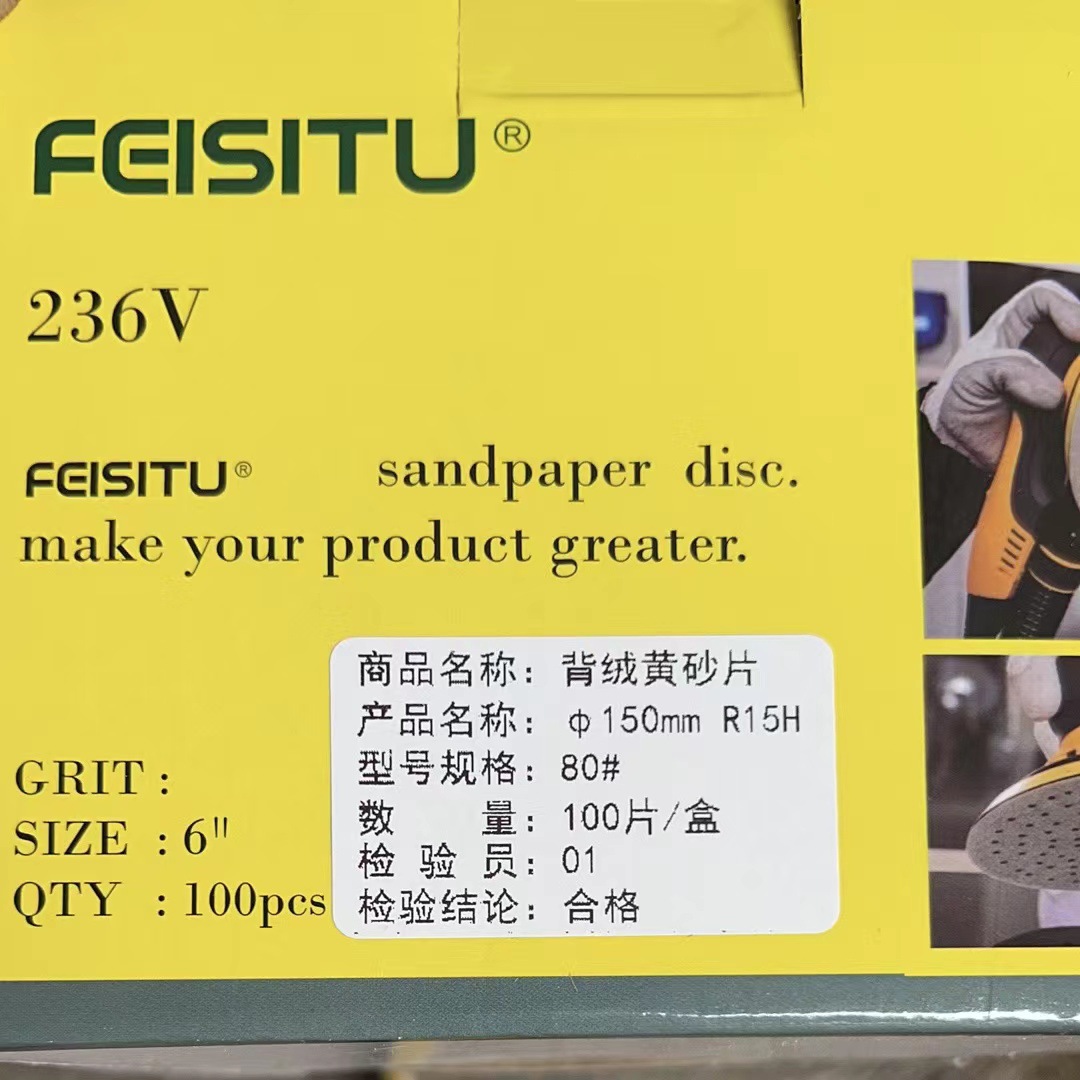 FEISITU®
236V
FEISITU® sandpaper disc.
make your product greater.
商品名称：背绒黄砂片
产品名称：φ150mm R15H
型号规格：80#
数 量：100片/盒
检 验 员：01
检验结论：合格
GRIT :
SIZE : 6"
QTY : 100pcs